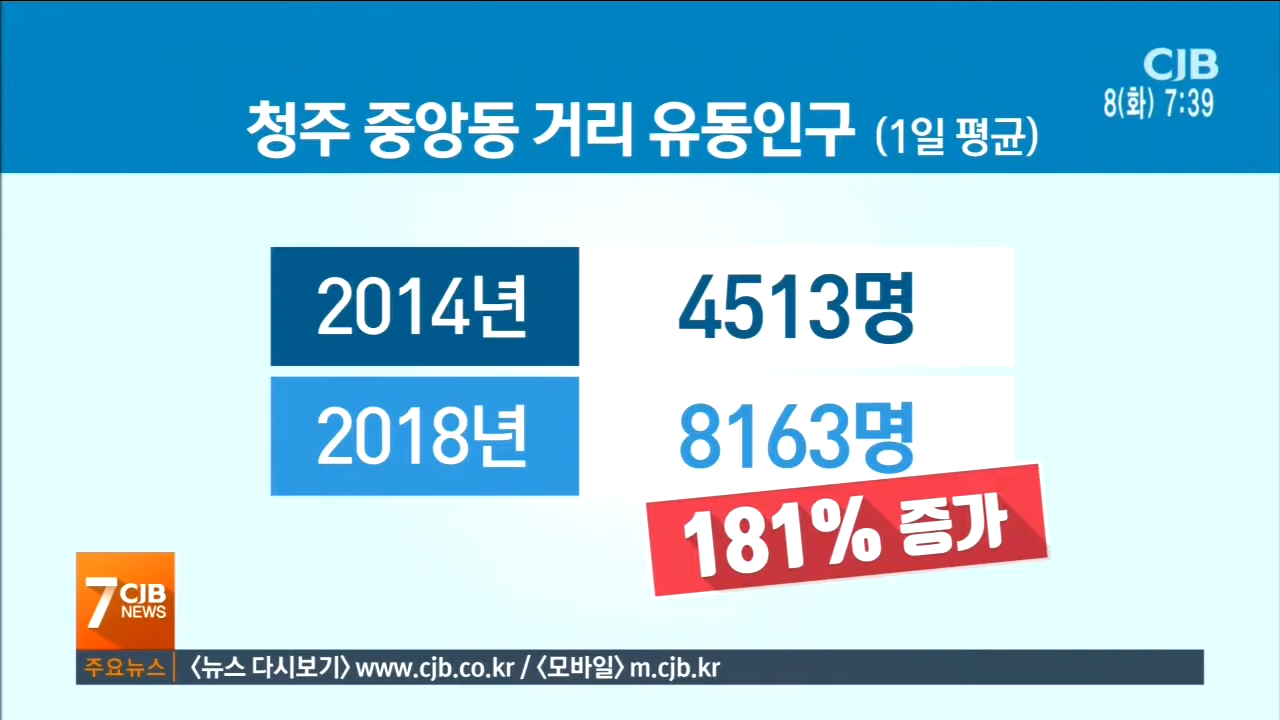 CJB
8(화) 7:39
청주 중앙동 거리 유동인구 (1일 평균)
2014년 4513명
2018년 8163명
181% 증가
7 CJB NEWS
주요뉴스 〈뉴스 다시보기〉 www.cjb.co.kr / 〈모바일〉 m.cjb.kr